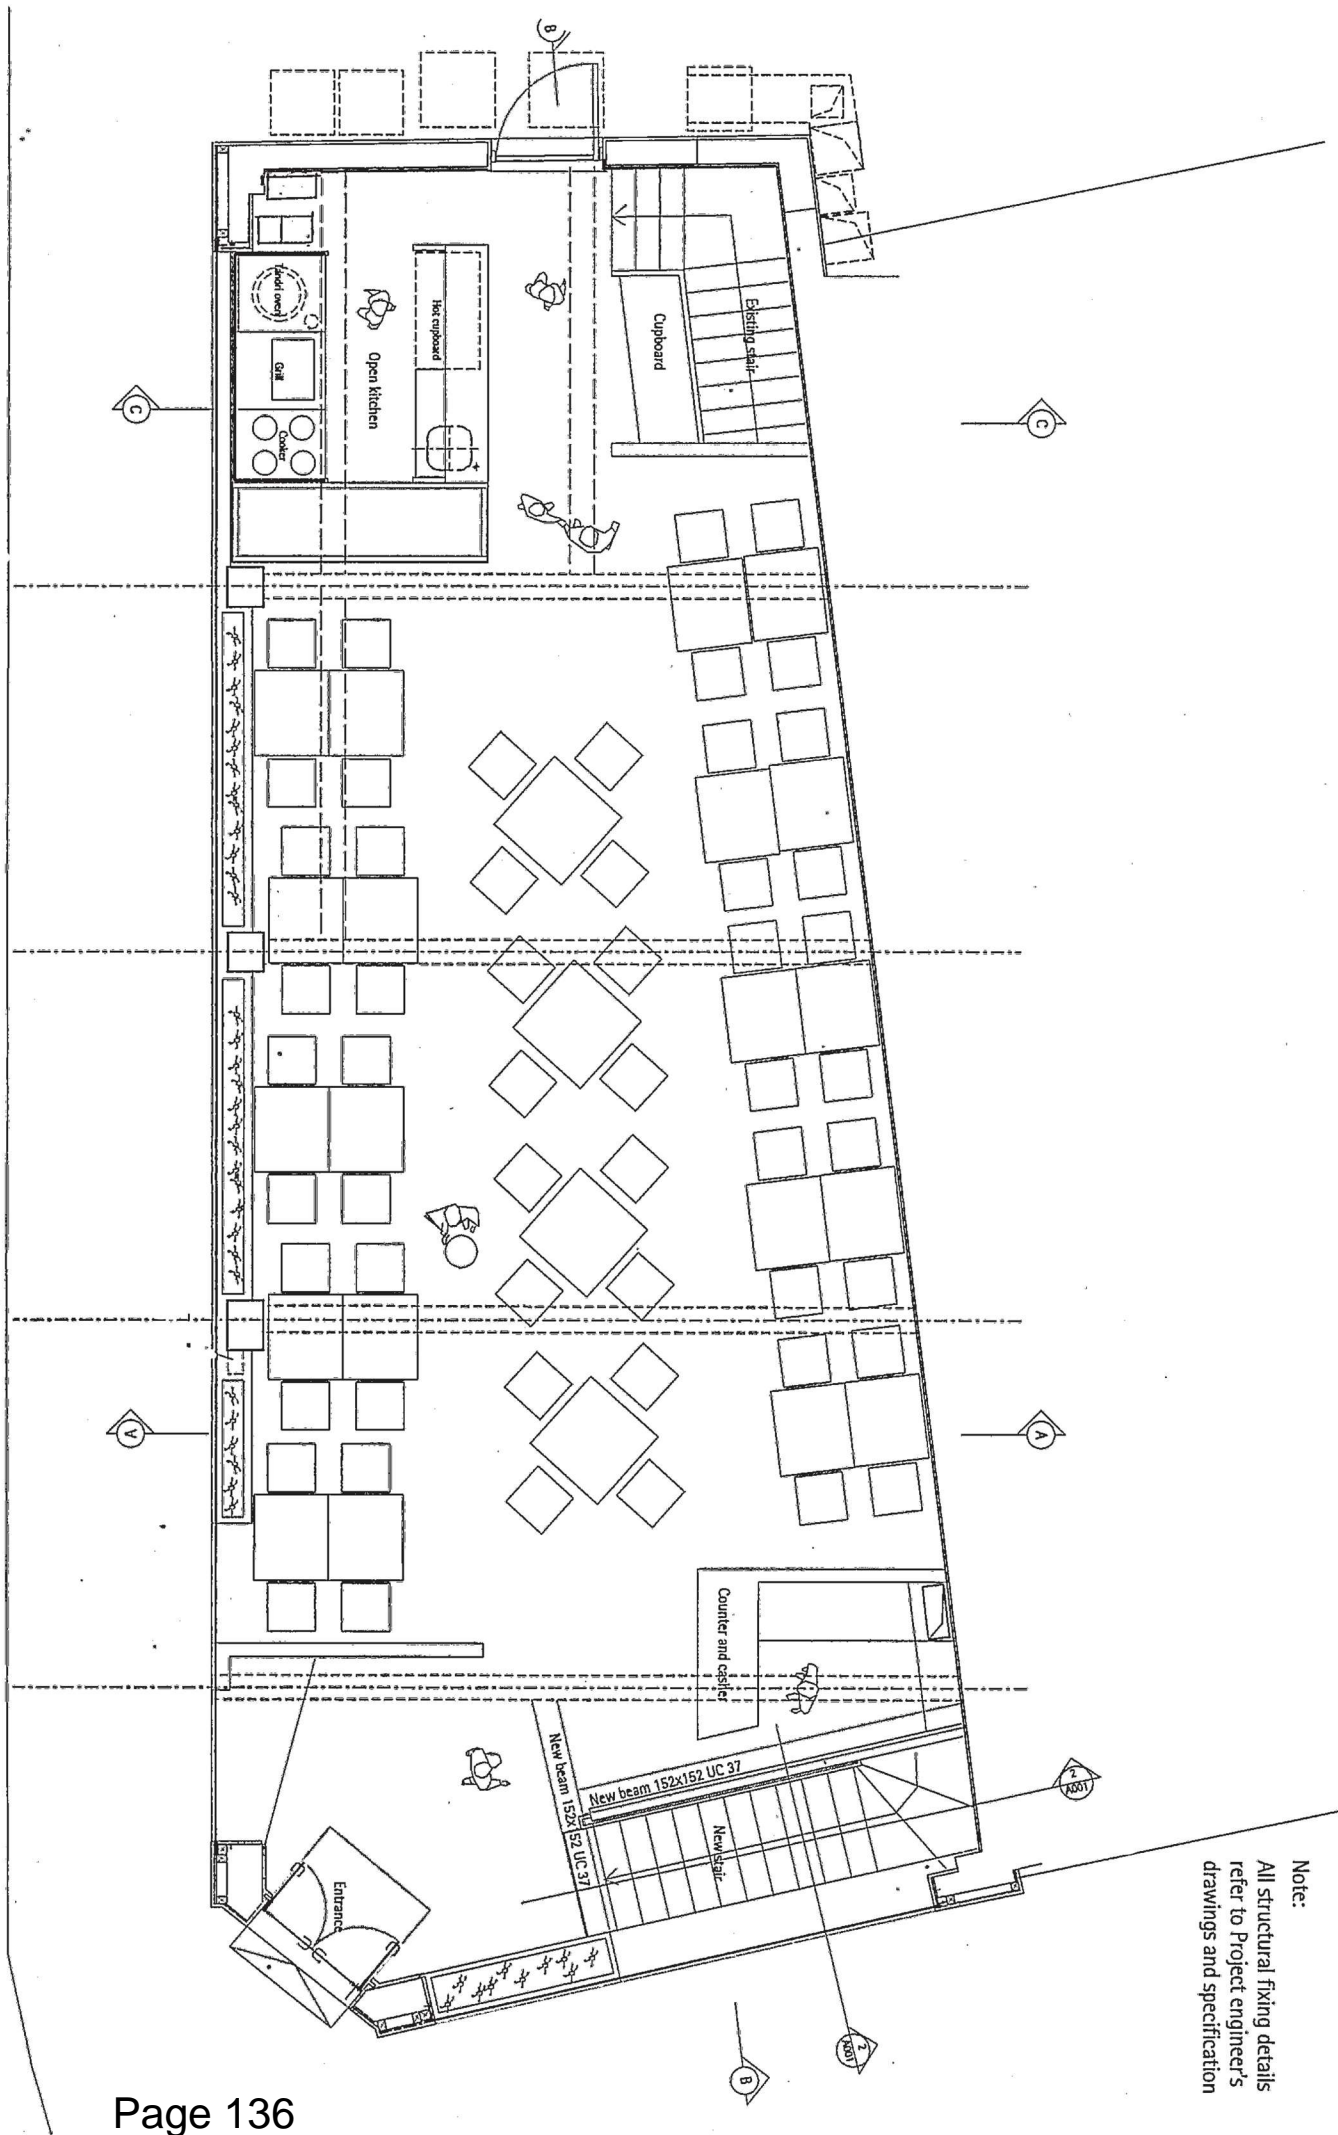 B
Tandri oven
Grill
Cooker
Open kitchen
Hot cupboard
Cupboard
Existing stair
C
C
A
A
Counter and cashier
New beam 152x152 UC 37
New beam 152x152 UC 37
New stair
Entrance
2
A001
2
A001
B
Note:
All structural fixing details
refer to Project engineer's
drawings and specification
Page 136